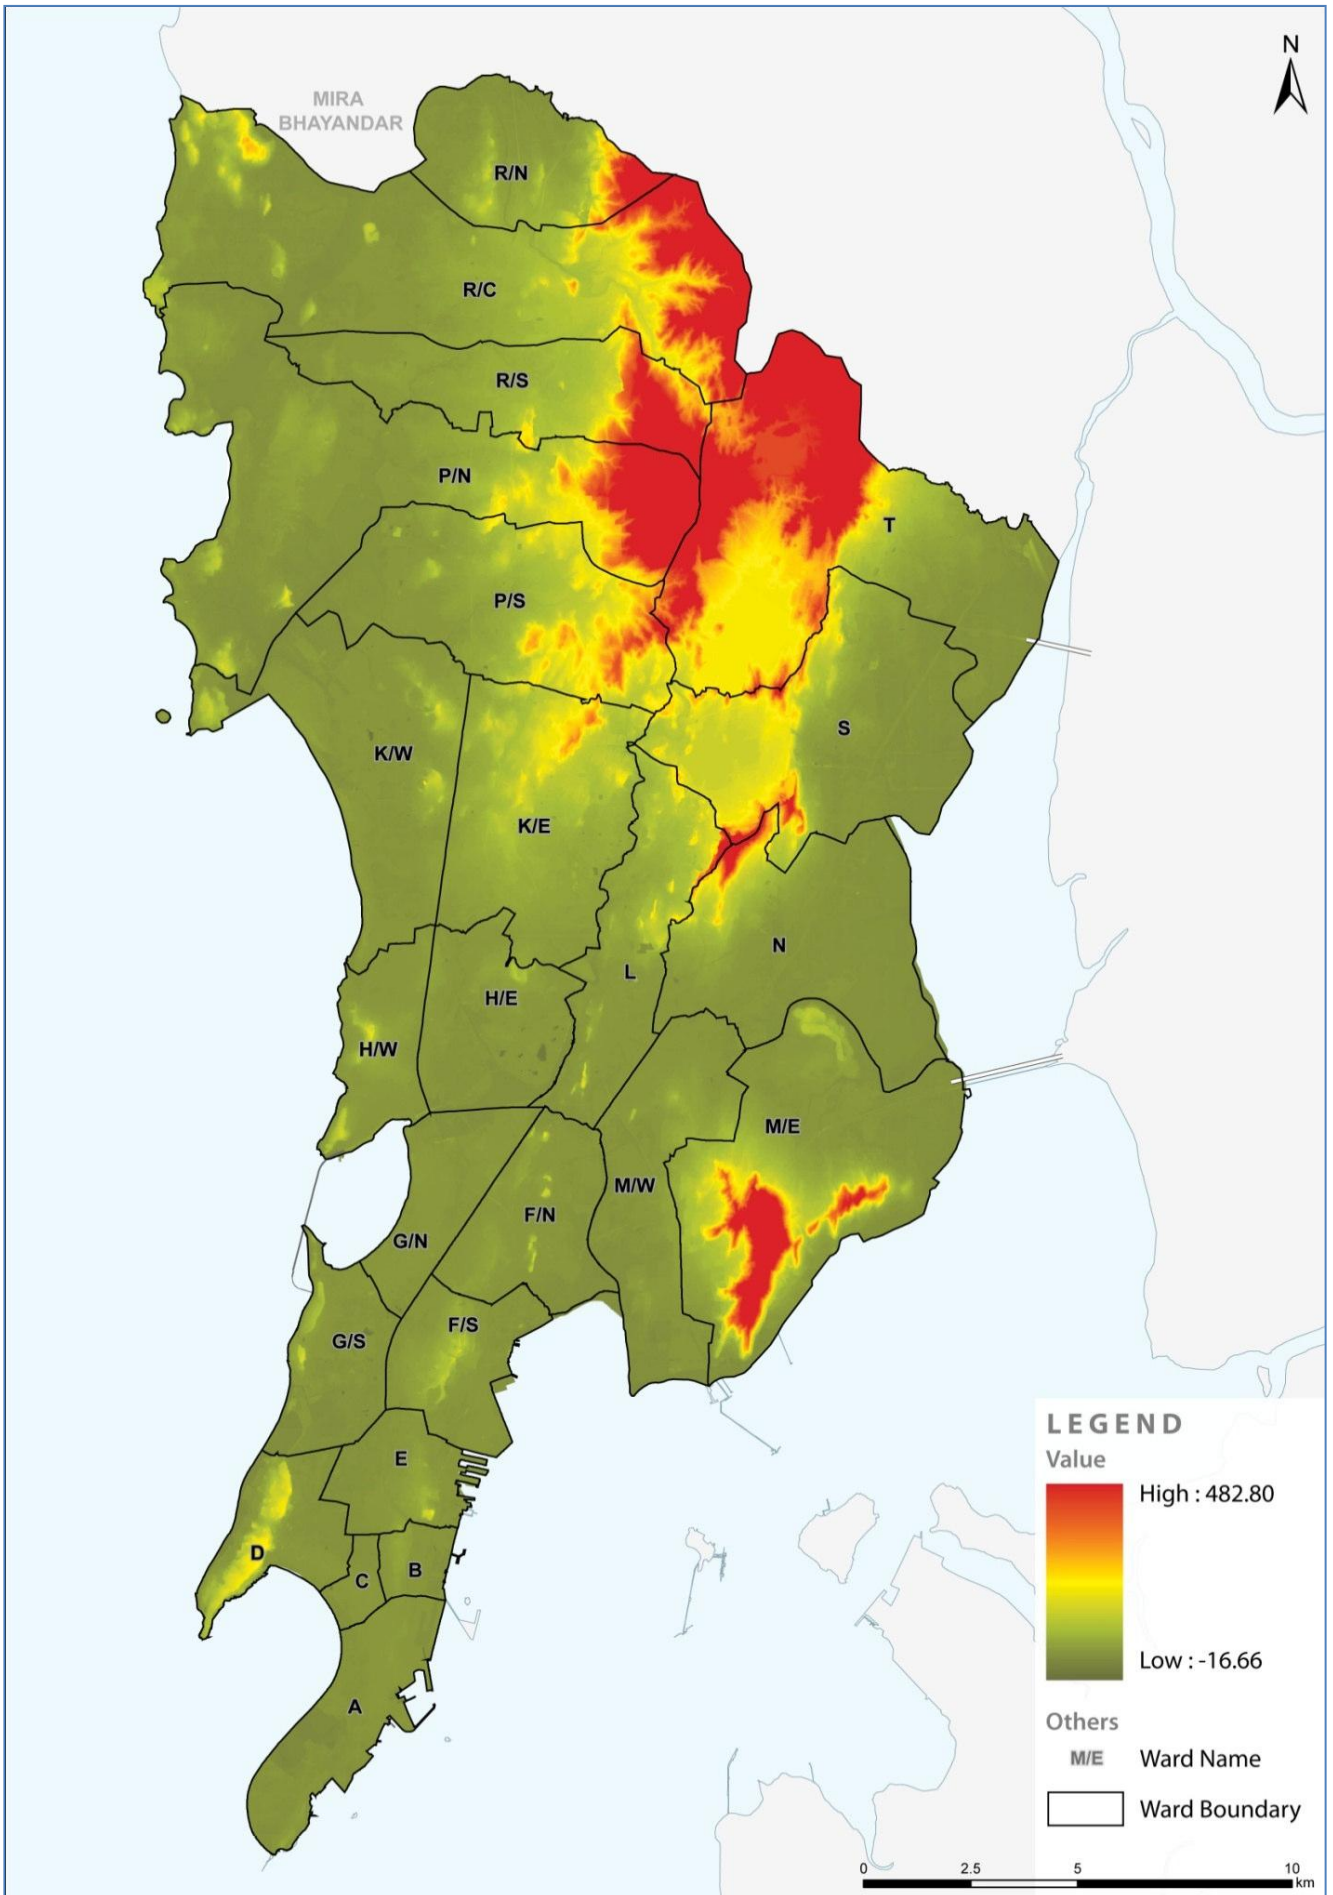 N
MIRA
BHAYANDAR
R/N
R/C
R/S
P/N
T
P/S
S
K/W
K/E
N
L
H/E
H/W
M/E
M/W
F/N
G/N
F/S
G/S
E
D
B
C
A
LEGEND
Value
High : 482.80
Low : -16.66
Others
M/E Ward Name
Ward Boundary
0 2.5 5 10
km